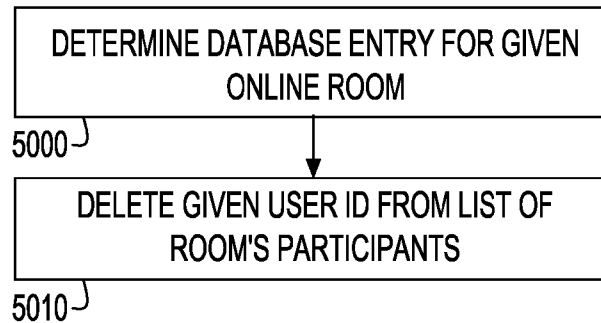 DETERMINE DATABASE ENTRY FOR GIVEN
ONLINE ROOM
5000
DELETE GIVEN USER ID FROM LIST OF
ROOM'S PARTICIPANTS
5010